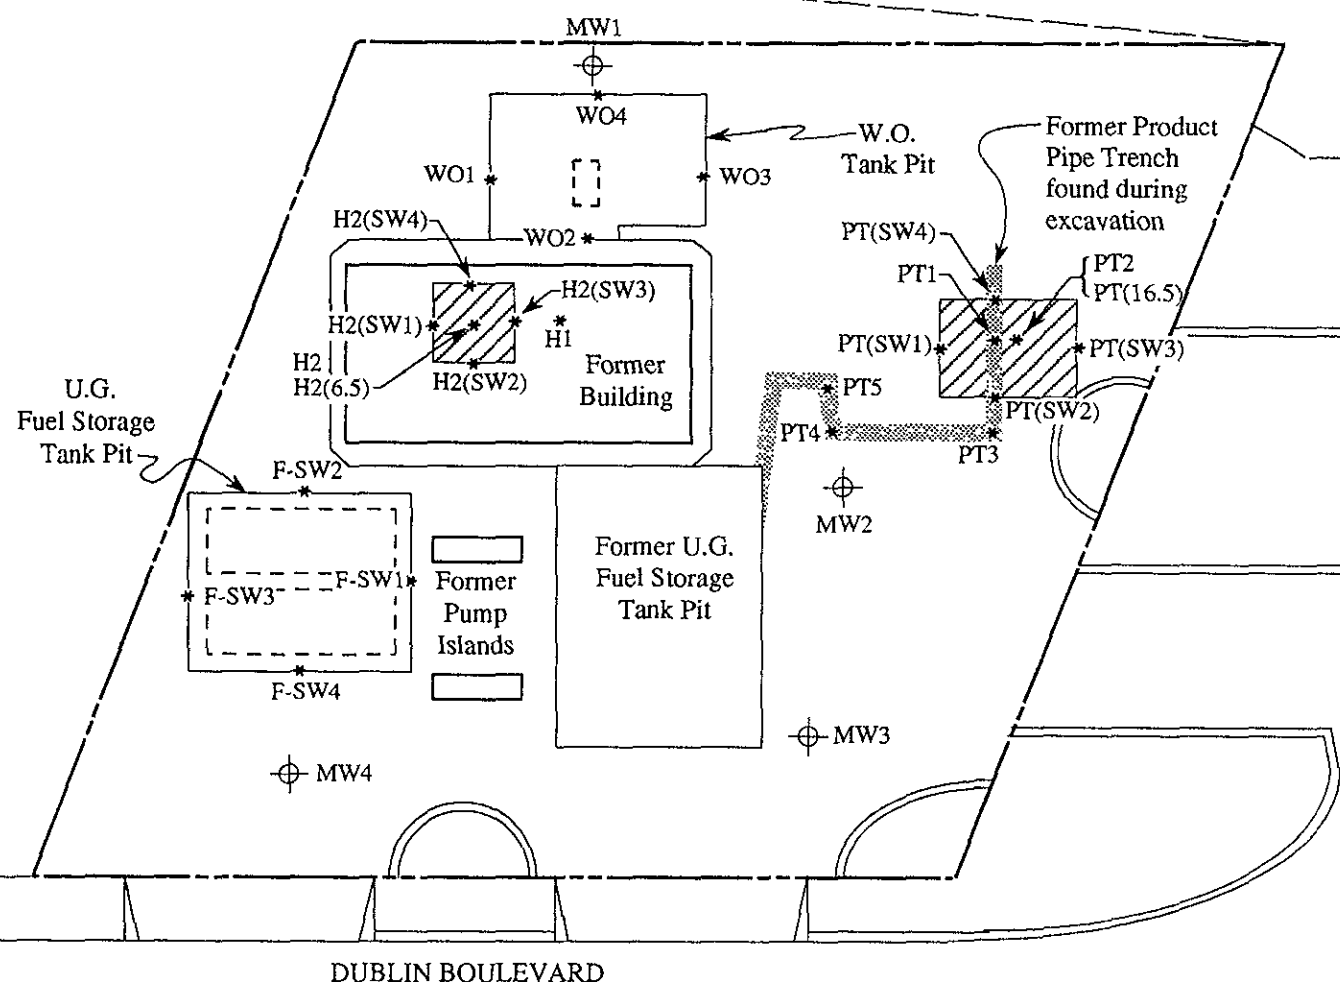 MW1
WO4
W.O.
Tank Pit
Former Product
Pipe Trench
found during
excavation
WO1
WO3
H2(SW4)
WO2
PT(SW4)
PT1
PT2
PT(16.5)
H2(SW3)
H2(SW1)
H1
H2
H2(6.5)
H2(SW2)
Former
Building
PT(SW1)
PT(SW3)
PT(SW2)
PT5
PT4
PT3
U.G.
Fuel Storage
Tank Pit
F-SW2
MW2
F-SW1
F-SW3
Former
Pump
Islands
Former U.G.
Fuel Storage
Tank Pit
F-SW4
MW3
MW4
DUBLIN BOULEVARD